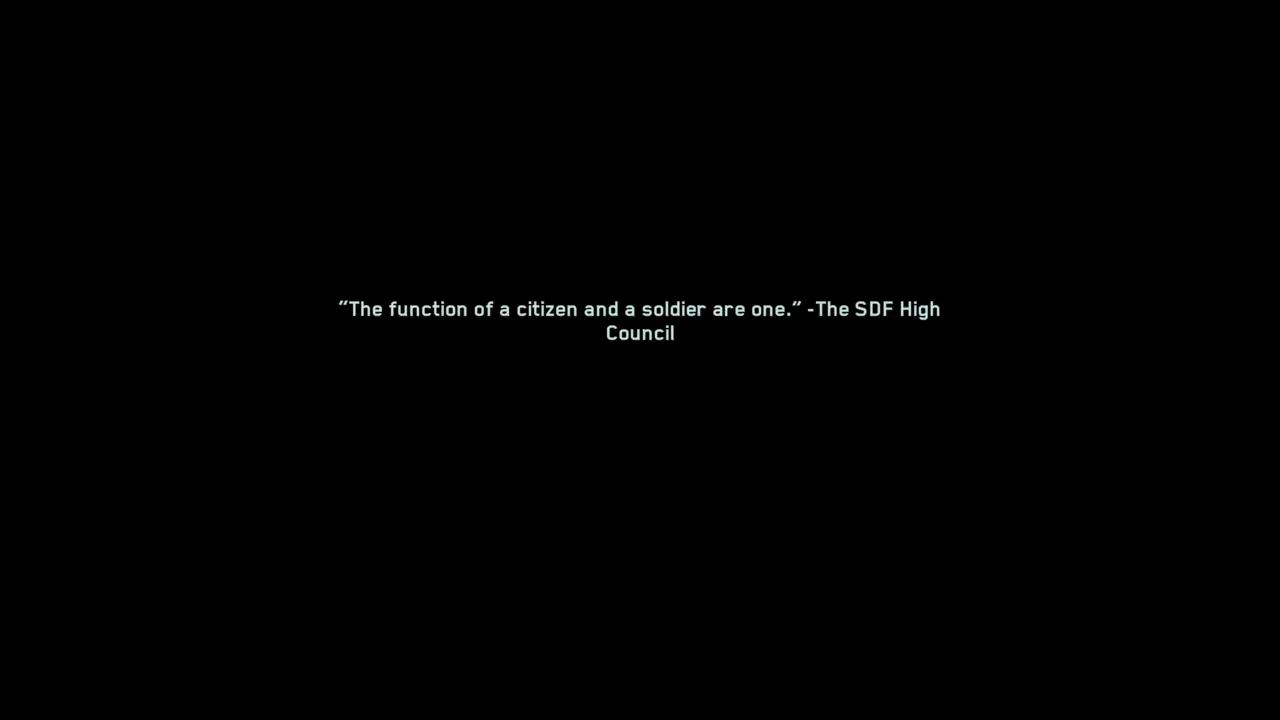 "The function of a citizen and a soldier are one." -The SDF High
Council